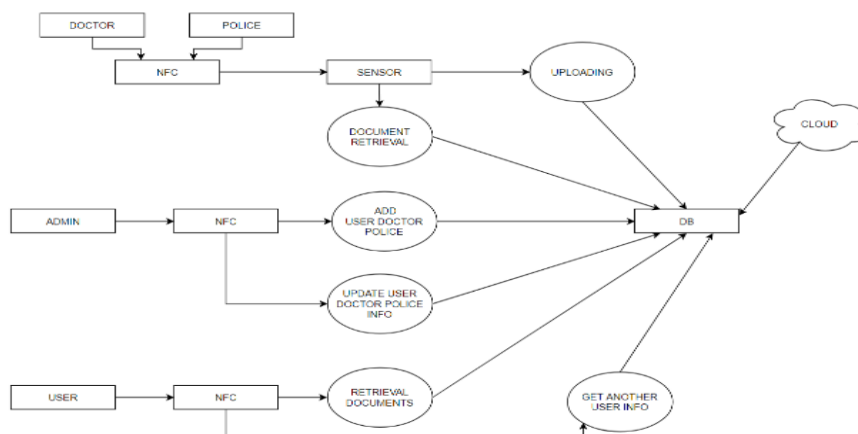 DOCTOR
POLICE
NFC
SENSOR
UPLOADING
DOCUMENT
RETRIEVAL
CLOUD
ADMIN
NFC
ADD
USER DOCTOR
POLICE
DB
UPDATE USER
DOCTOR POLICE
INFO
USER
NFC
RETRIEVAL
DOCUMENTS
GET ANOTHER
USER INFO